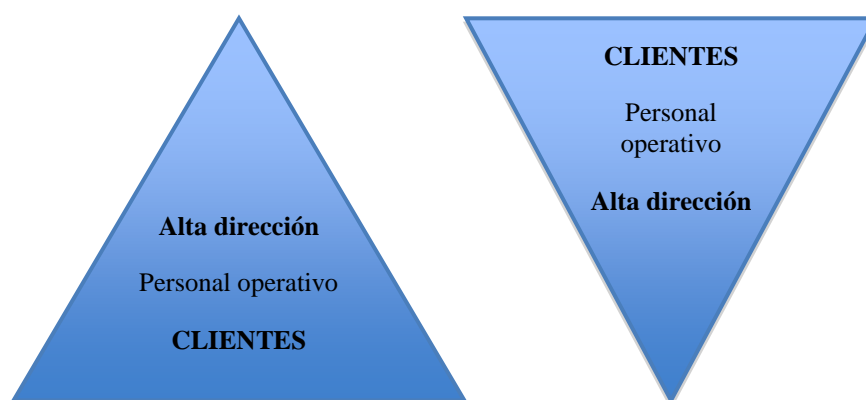 Alta dirección
Personal operativo
CLIENTES
CLIENTES
Personal
operativo
Alta dirección